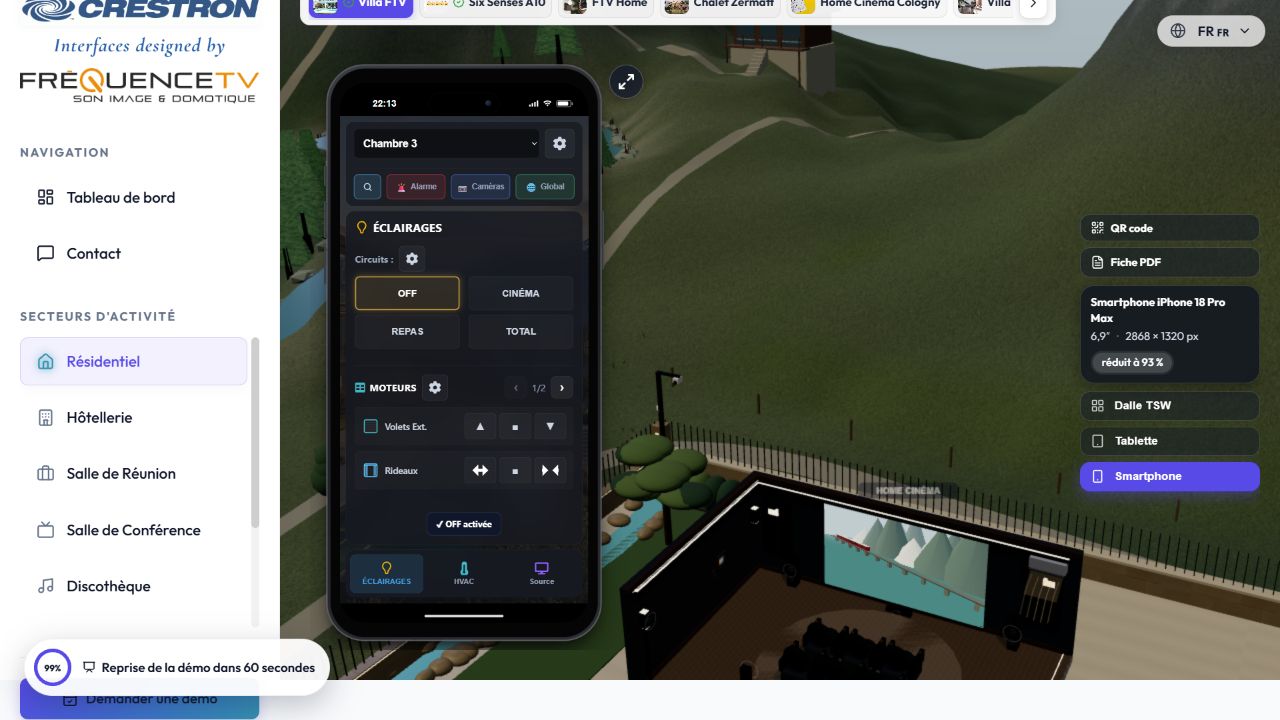 CRESTRON
Interfaces designed by
FREQUENCETV
SON IMAGE & DOMOTIQUE
NAVIGATION
Tableau de bord
Contact
SECTEURS D'ACTIVITÉ
Résidentiel
Hôtellerie
Salle de Réunion
Salle de Conférence
Discothèque
99%
Reprise de la démo dans 60 secondes
Demander une démo
Villa FTV
Six Senses A10
FTV Home
Chalet Zermatt
Home Cinema Cologny
Villa
FR FR
22:13
Chambre 3
Alarme
Caméras
Global
ÉCLAIRAGES
Circuits :
OFF
CINÉMA
REPAS
TOTAL
MOTEURS
1/2
Volets Ext.
Rideaux
✓ OFF activée
ÉCLAIRAGES
HVAC
Source
HOME CINÉMA
QR code
Fiche PDF
Smartphone iPhone 18 Pro
Max
6,9″ · 2868 × 1320 px
réduit à 93 %
Dalle TSW
Tablette
Smartphone